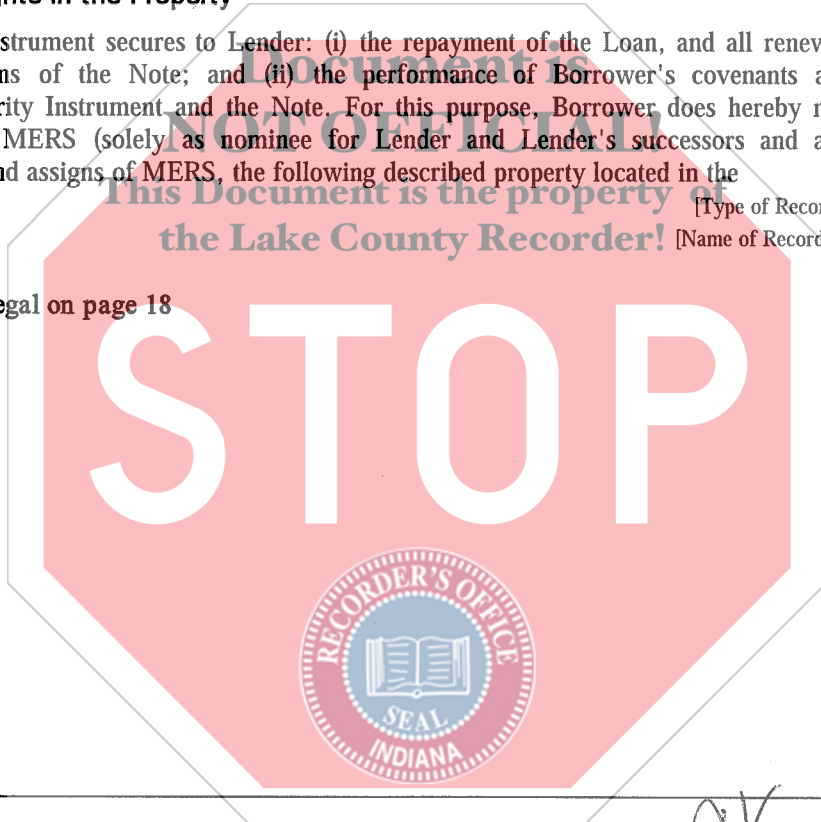 in the Property
strument secures to Lender: (i) the repayment of the Loan, and all renew
ns of the Note; and (ii) the performance of Borrower's covenants a
rity Instrument and the Note. For this purpose, Borrower does hereby
MERS (solely as nominee for Lender and Lender's successors and a
d assigns of MERS, the following described property located in the
[Type of Recor
[Name of Record
egal on page 18
Document is
NOT OFFICIAL!
This Document is the property of
the Lake County Recorder!
STOP
RECORDER'S OFFICE
SEAL
INDIANA